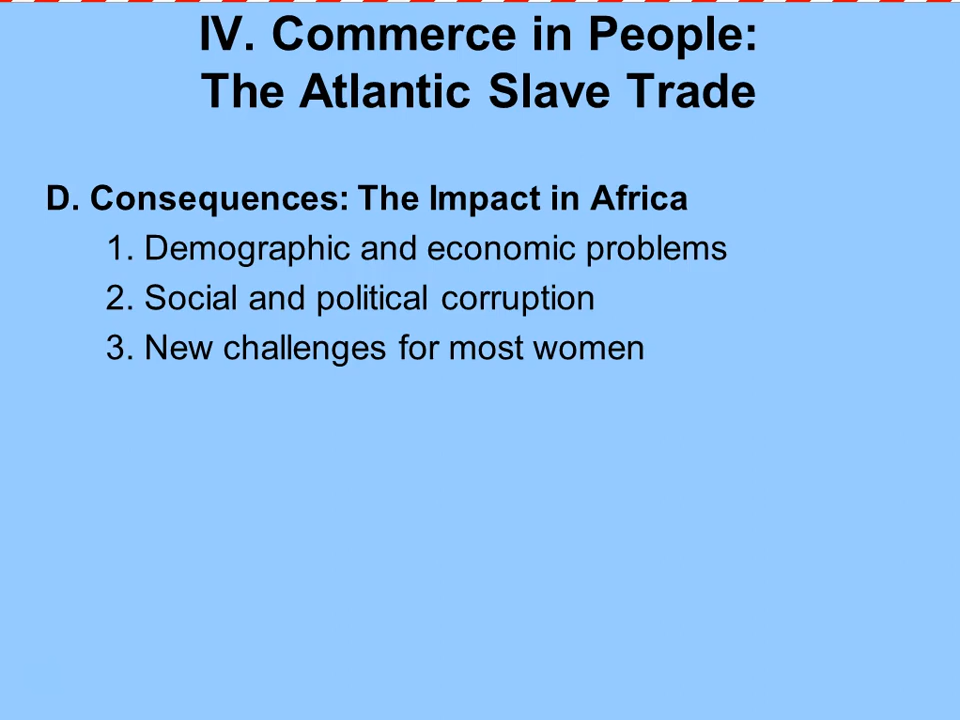 IV. Commerce in People:
The Atlantic Slave Trade
D. Consequences: The Impact in Africa
1. Demographic and economic problems
2. Social and political corruption
3. New challenges for most women